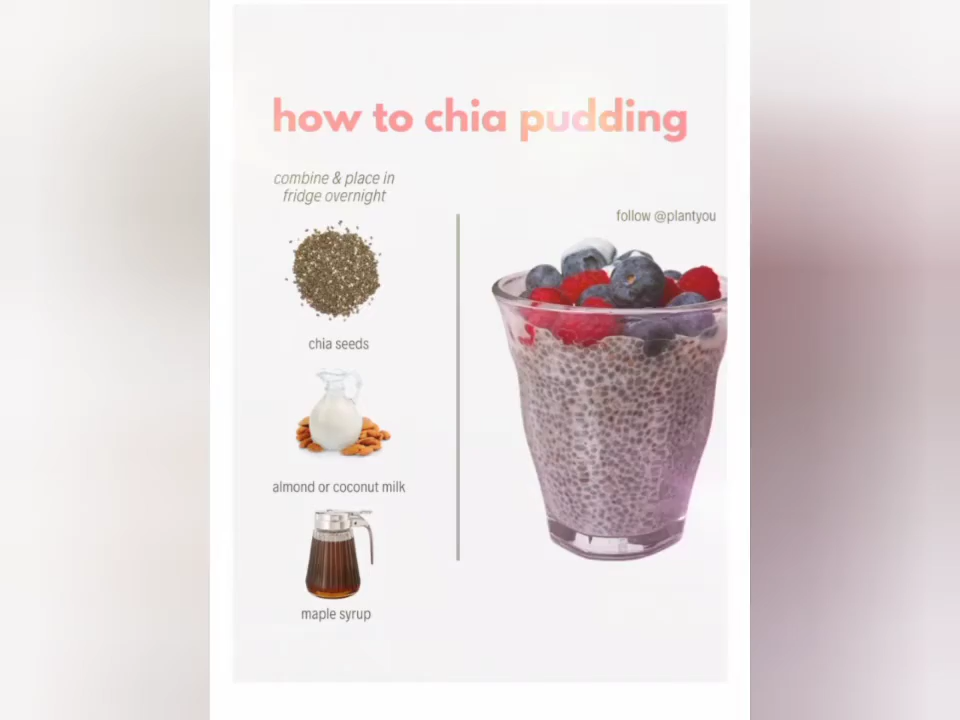 how to chia pudding
combine & place in
fridge overnight
follow @plantyou
chia seeds
almond or coconut milk
maple syrup